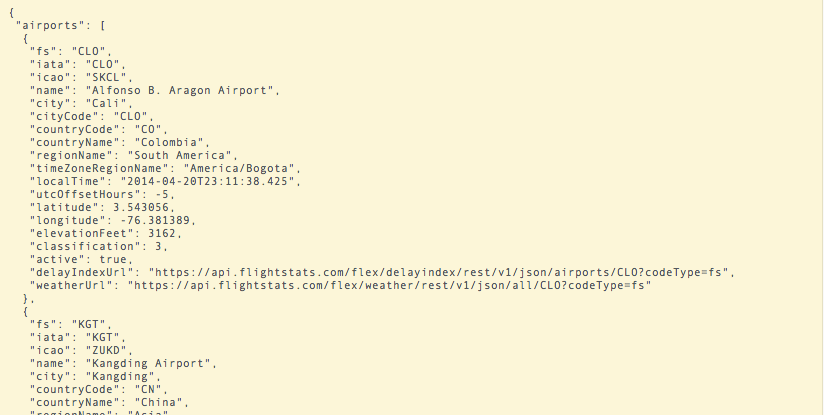 {
"airports": [
{
"fs": "CLO",
"iata": "CLO",
"icao": "SKCL",
"name": "Alfonso B. Aragon Airport",
"city": "Cali",
"cityCode": "CLO",
"countryCode": "CO",
"countryName": "Colombia",
"regionName": "South America",
"timeZoneRegionName": "America/Bogota",
"localTime": "2014-04-20T23:11:38.425",
"utcOffsetHours": -5,
"latitude": 3.543056,
"longitude": -76.381389,
"elevationFeet": 3162,
"classification": 3,
"active": true,
"delayIndexUrl": "https://api.flightstats.com/flex/delayindex/rest/v1/json/airports/CLO?codeType=fs",
"weatherUrl": "https://api.flightstats.com/flex/weather/rest/v1/json/all/CLO?codeType=fs"
},
{
"fs": "KGT",
"iata": "KGT",
"icao": "ZUKD",
"name": "Kangding Airport",
"city": "Kangding",
"countryCode": "CN",
"countryName": "China",
"regionName": "Asia",